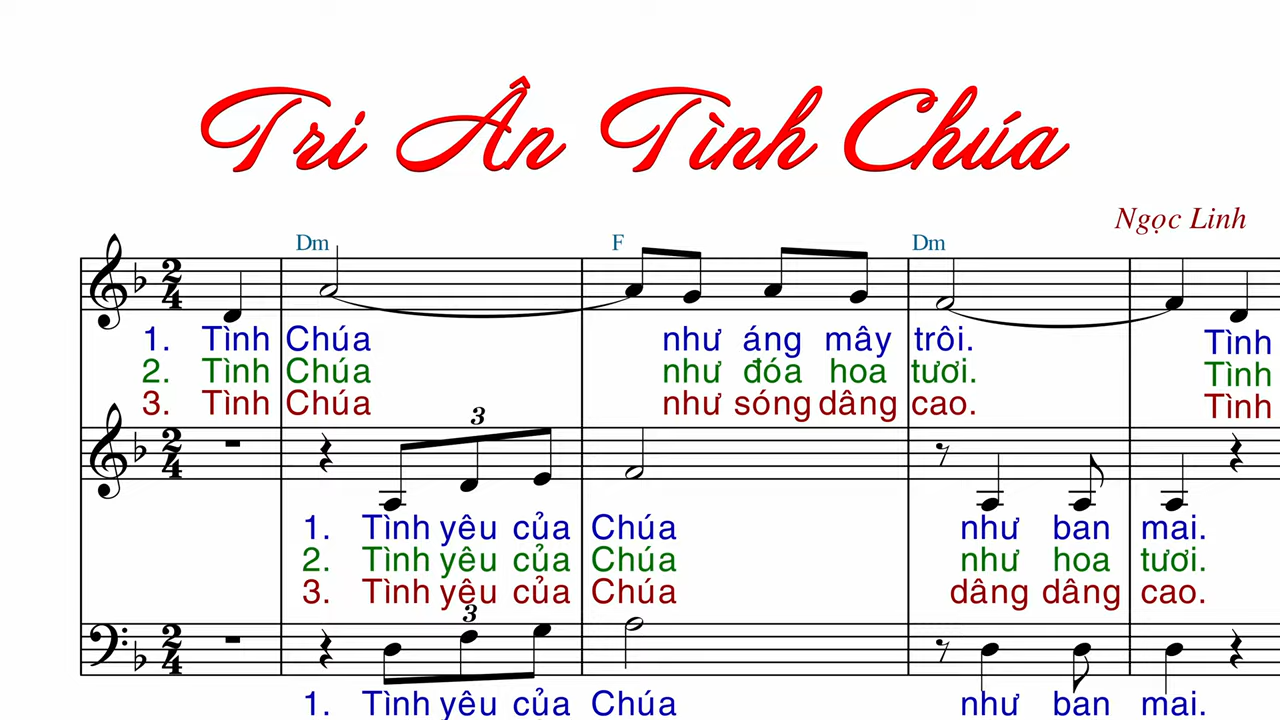 Tri Ân Tình Chúa
Ngọc Linh
Dm F Dm
1. Tình Chúa như áng mây trôi. Tình
2. Tình Chúa như đóa hoa tươi. Tình
3. Tình Chúa như sóng dâng cao. Tình
3
1. Tình yêu của Chúa như ban mai.
2. Tình yêu của Chúa như hoa tươi.
3. Tình yêu của Chúa dâng dâng cao.
3
1. Tình yêu của Chúa như ban mai.